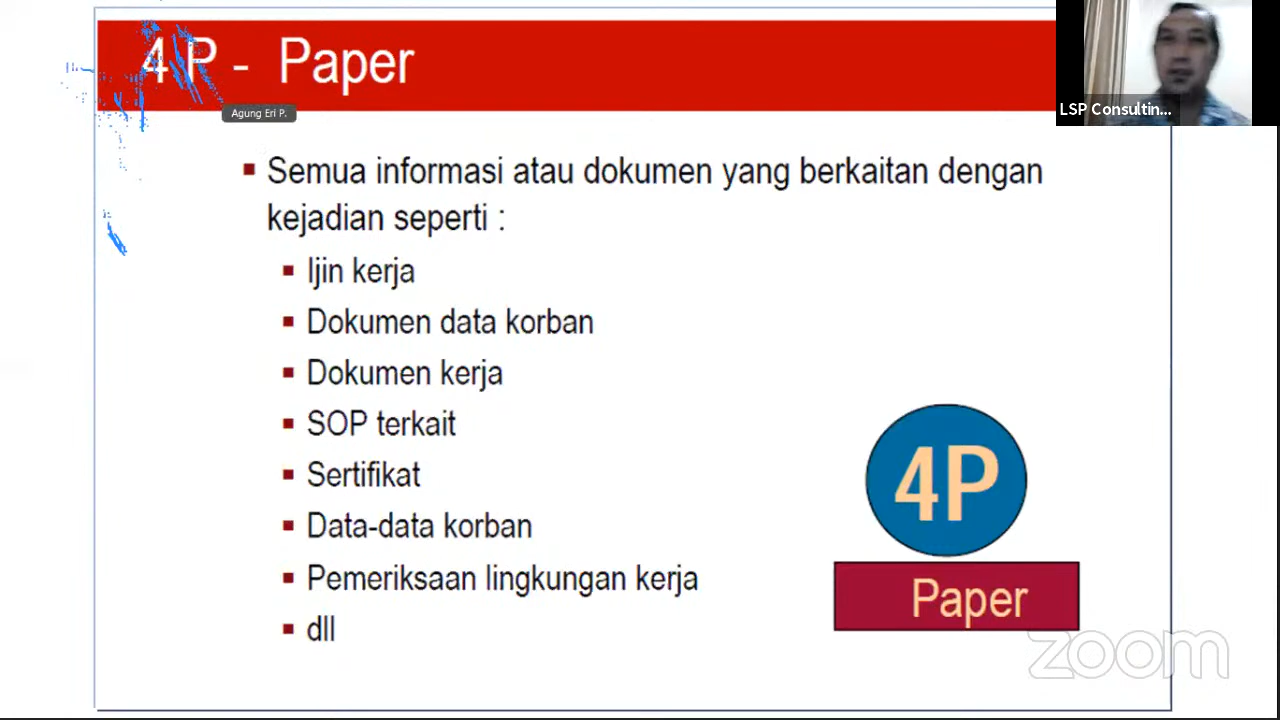 4 P - Paper
Agung Eri P.
LSP Consultin...
Semua informasi atau dokumen yang berkaitan dengan
kejadian seperti :
Ijin kerja
Dokumen data korban
Dokumen kerja
SOP terkait
Sertifikat
Data-data korban
Pemeriksaan lingkungan kerja
dll
4P
Paper
zoom